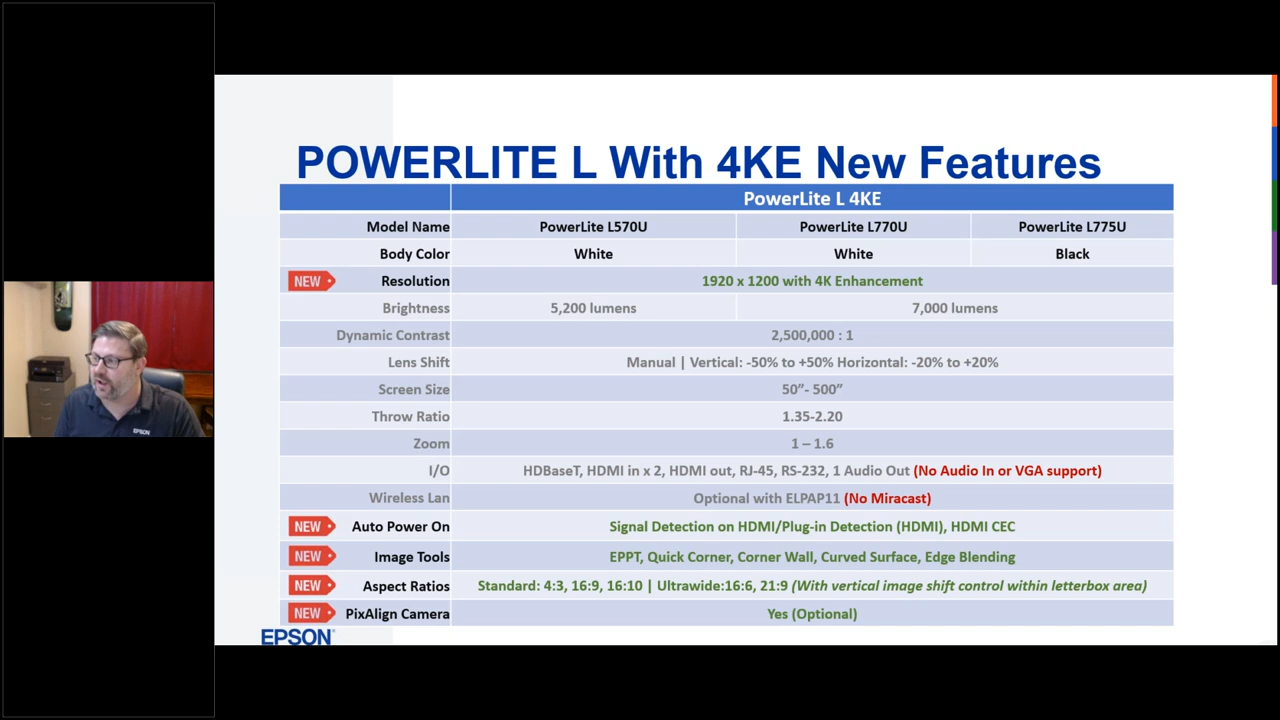 POWERLITE L With 4KE New Features
PowerLite L 4KE
Model Name PowerLite L570U PowerLite L770U PowerLite L775U
Body Color White White Black
NEW Resolution 1920 x 1200 with 4K Enhancement
Brightness 5,200 lumens 7,000 lumens
Dynamic Contrast 2,500,000 : 1
Lens Shift Manual | Vertical: -50% to +50% Horizontal: -20% to +20%
Screen Size 50”- 500”
Throw Ratio 1.35-2.20
Zoom 1 – 1.6
I/O HDBaseT, HDMI in x 2, HDMI out, RJ-45, RS-232, 1 Audio Out (No Audio In or VGA support)
Wireless Lan Optional with ELPAP11 (No Miracast)
NEW Auto Power On Signal Detection on HDMI/Plug-in Detection (HDMI), HDMI CEC
NEW Image Tools EPPT, Quick Corner, Corner Wall, Curved Surface, Edge Blending
NEW Aspect Ratios Standard: 4:3, 16:9, 16:10 | Ultrawide:16:6, 21:9 (With vertical image shift control within letterbox area)
NEW PixAlign Camera Yes (Optional)
EPSON
EPSON